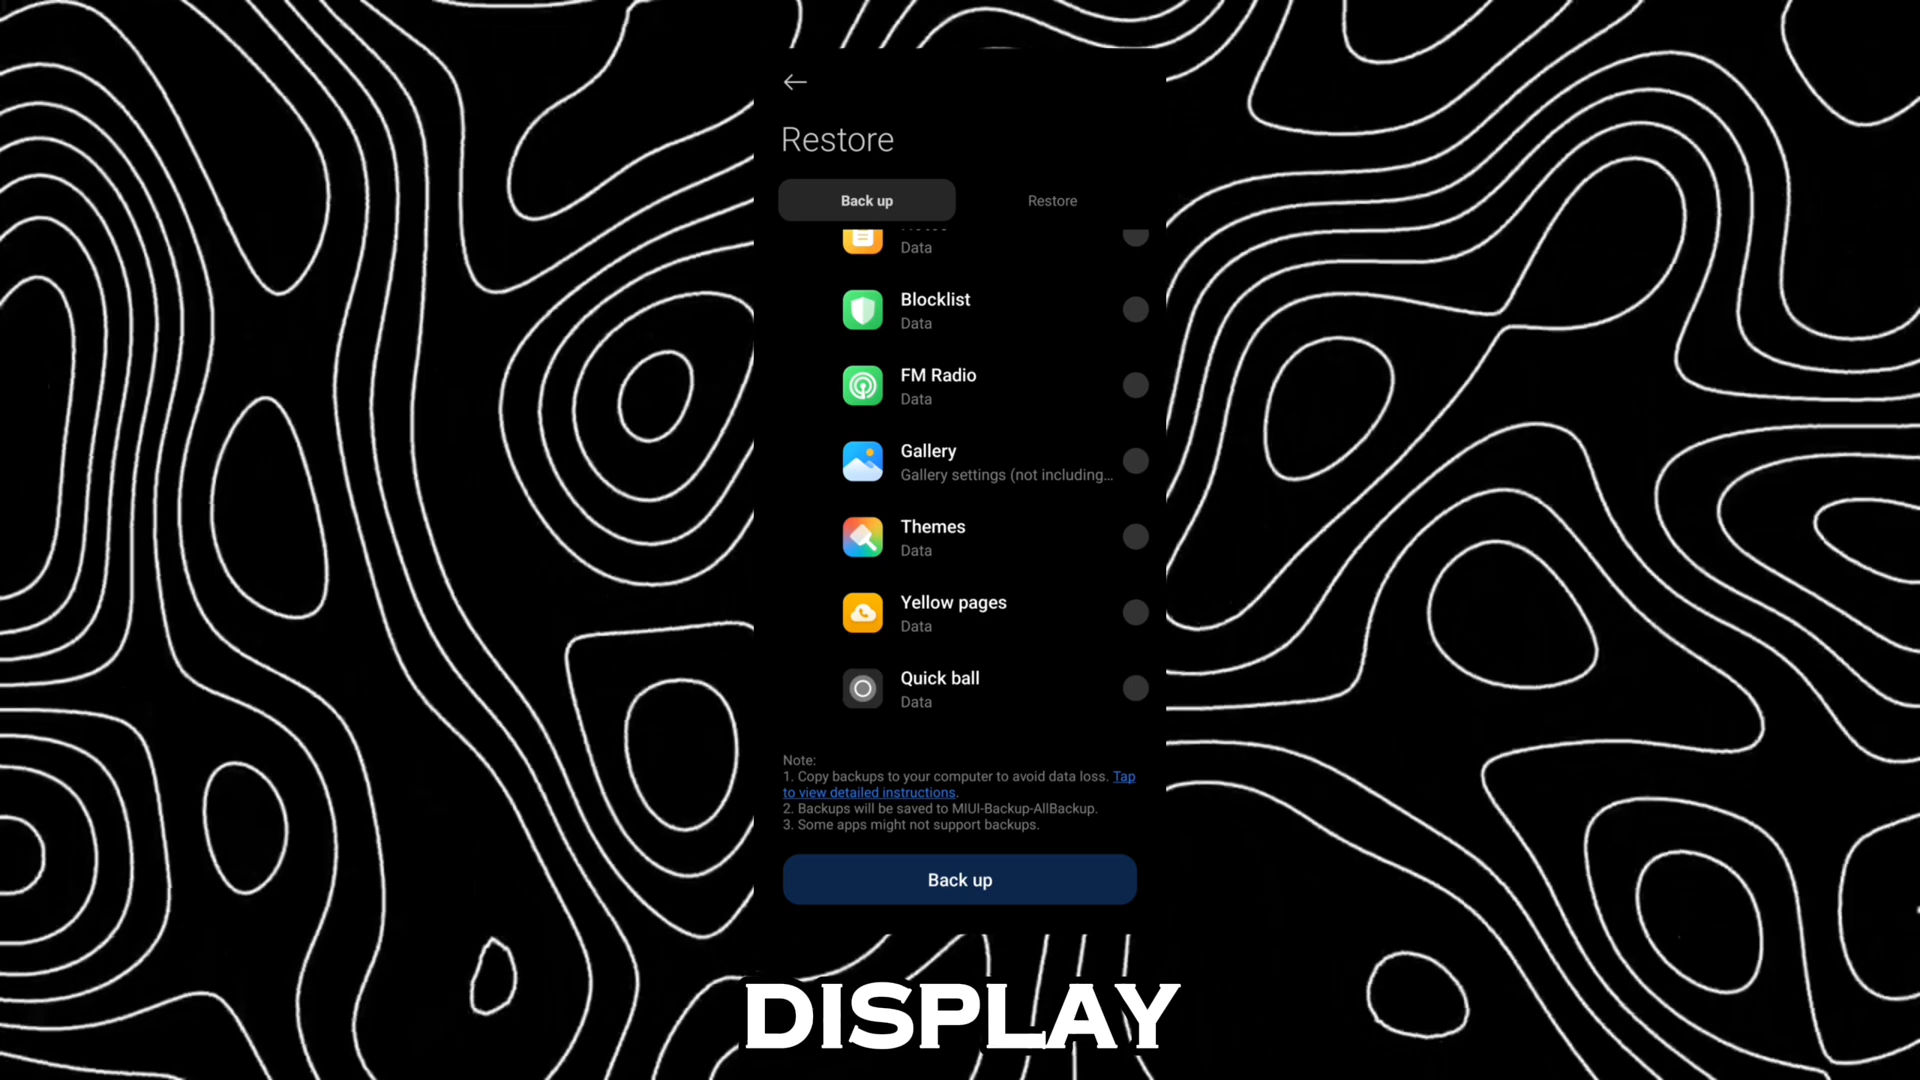 Restore
Back up
Restore
Data
Blocklist
Data
FM Radio
Data
Gallery
Gallery settings (not including...
Themes
Data
Yellow pages
Data
Quick ball
Data
Note:
1. Copy backups to your computer to avoid data loss. Tap
to view detailed instructions.
2. Backups will be saved to MIUI-Backup-AllBackup.
3. Some apps might not support backups.
Back up
DISPLAY